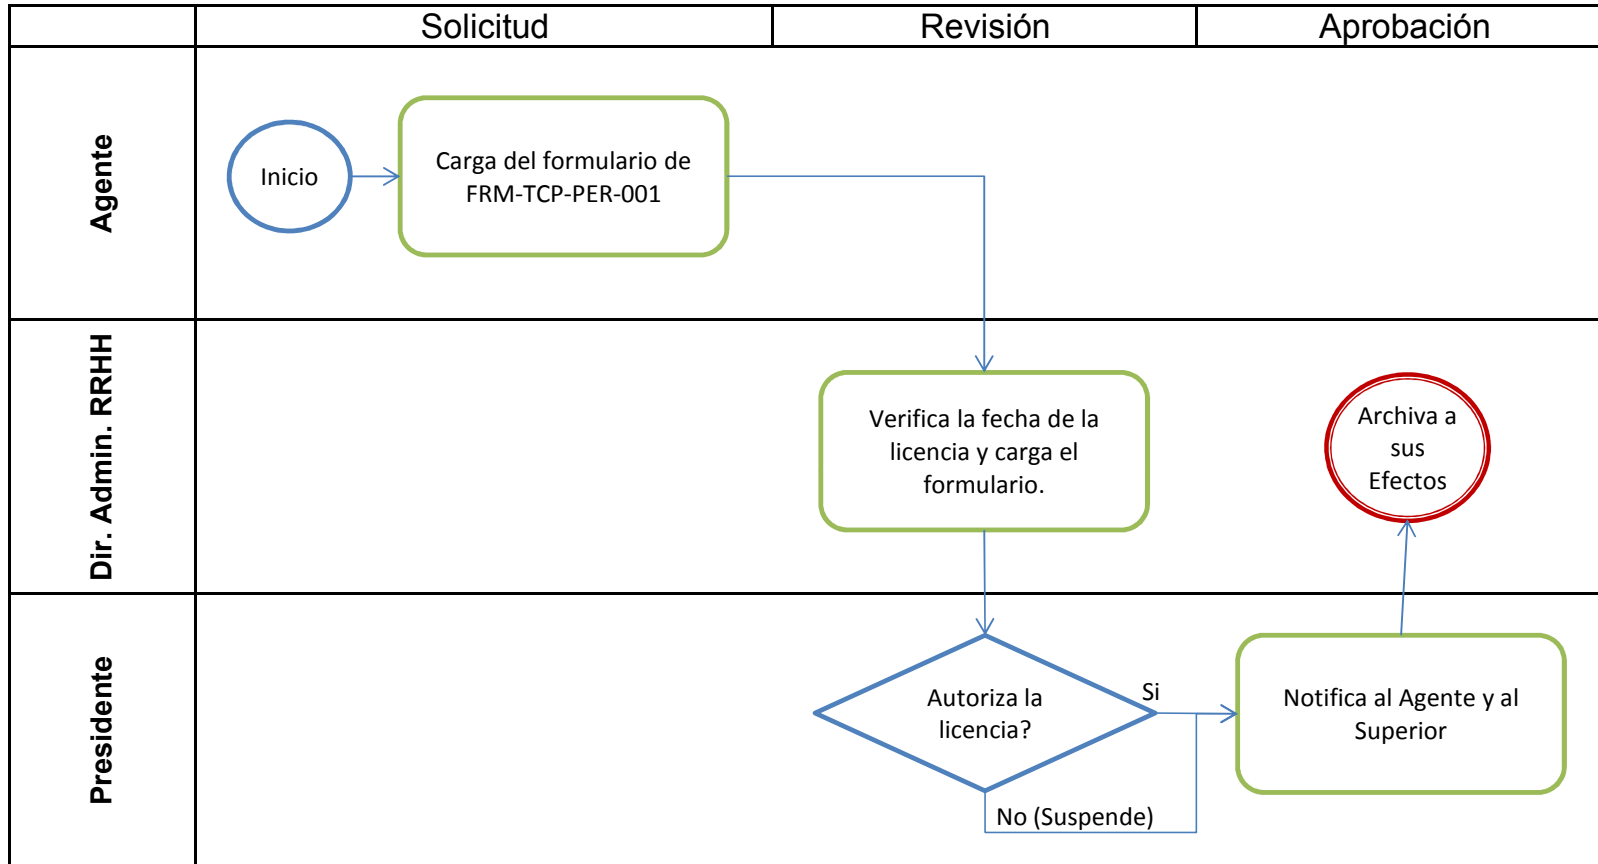 Solicitud
Revisión
Aprobación
Agente
Inicio
Carga del formulario de
FRM-TCP-PER-001
Dir. Admin. RRHH
Verifica la fecha de la
licencia y carga el
formulario.
Archiva a
sus
Efectos
Presidente
Autoriza la
licencia?
Si
No (Suspende)
Notifica al Agente y al
Superior